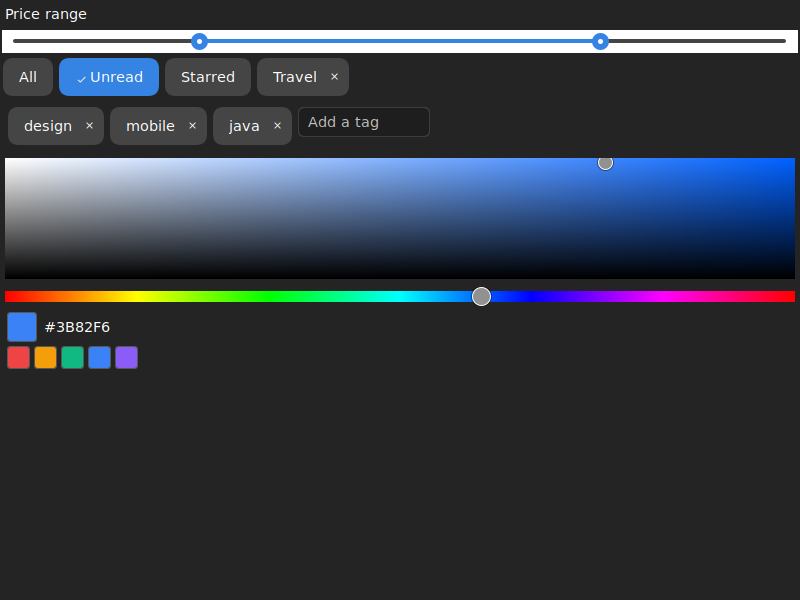 Price range
All Unread Starred Travel ×
design × mobile × java × Add a tag
#3B82F6